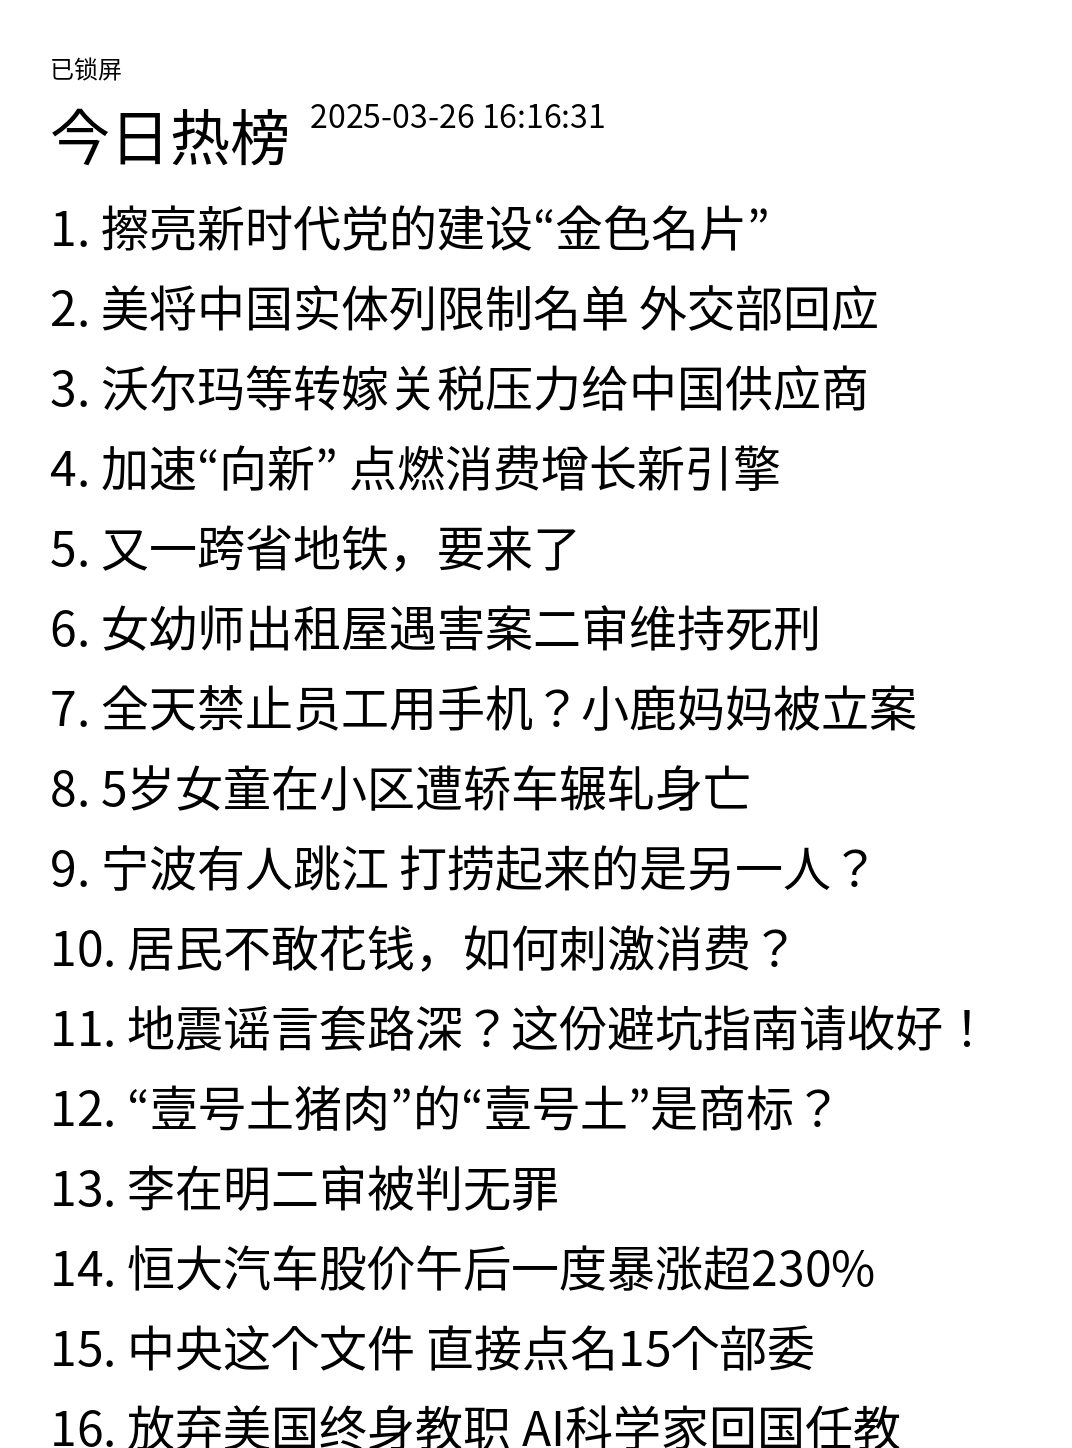 已锁屏
今日热榜 2025-03-26 16:16:31
1. 擦亮新时代党的建设“金色名片”
2. 美将中国实体列限制名单 外交部回应
3. 沃尔玛等转嫁关税压力给中国供应商
4. 加速“向新” 点燃消费增长新引擎
5. 又一跨省地铁，要来了
6. 女幼师出租屋遇害案二审维持死刑
7. 全天禁止员工用手机？小鹿妈妈被立案
8. 5岁女童在小区遭轿车辗轧身亡
9. 宁波有人跳江 打捞起来的是另一人？
10. 居民不敢花钱，如何刺激消费？
11. 地震谣言套路深？这份避坑指南请收好！
12. “壹号土猪肉”的“壹号土”是商标？
13. 李在明二审被判无罪
14. 恒大汽车股价午后一度暴涨超230%
15. 中央这个文件 直接点名15个部委
16. 放弃美国终身教职 AI科学家回国任教